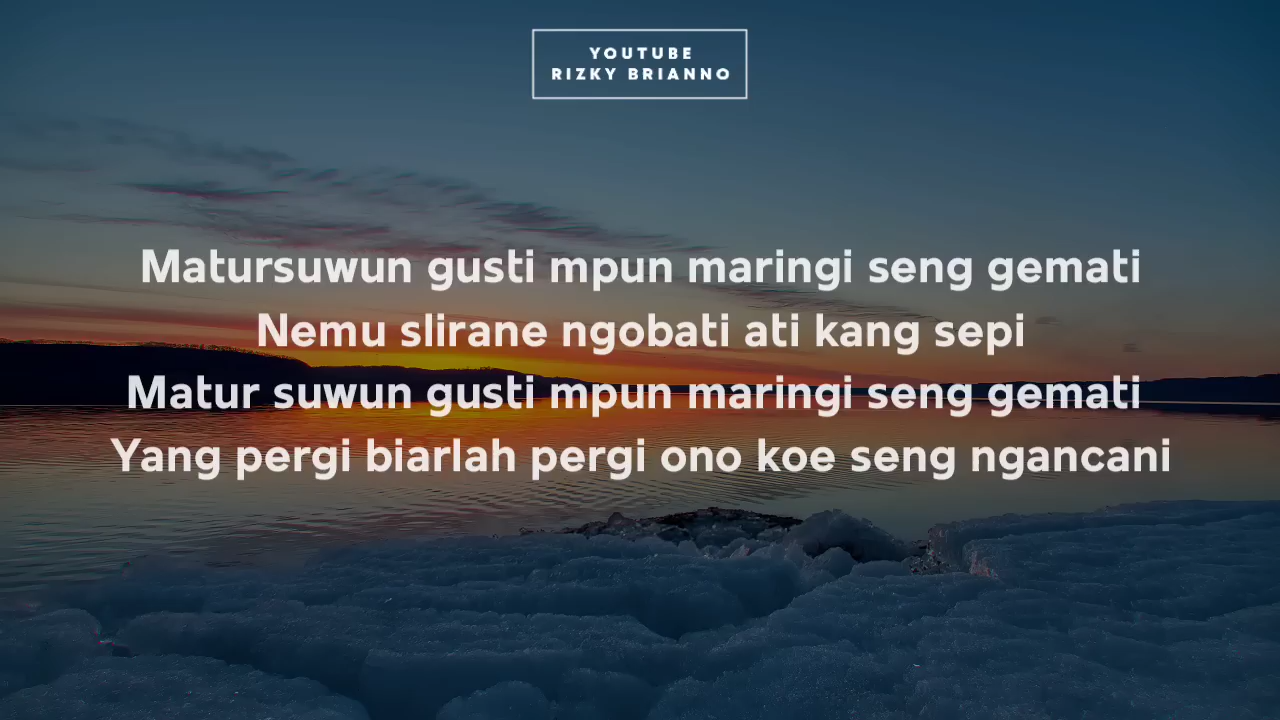 YOUTUBE
RIZKY BRIANNO
Matursuwun gusti mpun maringi seng gemati
Nemu slirane ngobati ati kang sepi
Matur suwun gusti mpun maringi seng gemati
Yang pergi biarlah pergi ono koe seng ngancani